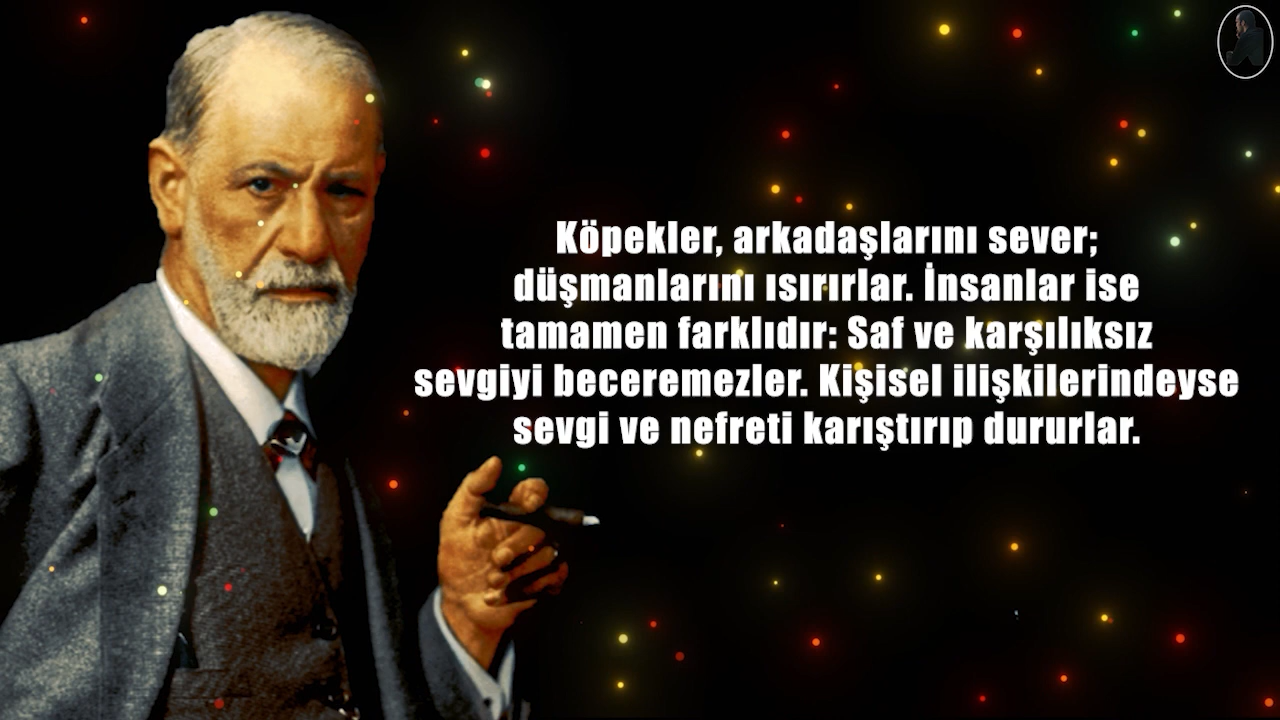 Köpekler, arkadaşlarını sever;
düşmanlarını ısırırlar. İnsanlar ise
tamamen farklıdır: Saf ve karşılıksız
sevgiyi beceremezler. Kişisel ilişkilerindeyse
sevgi ve nefreti karıştırıp dururlar.